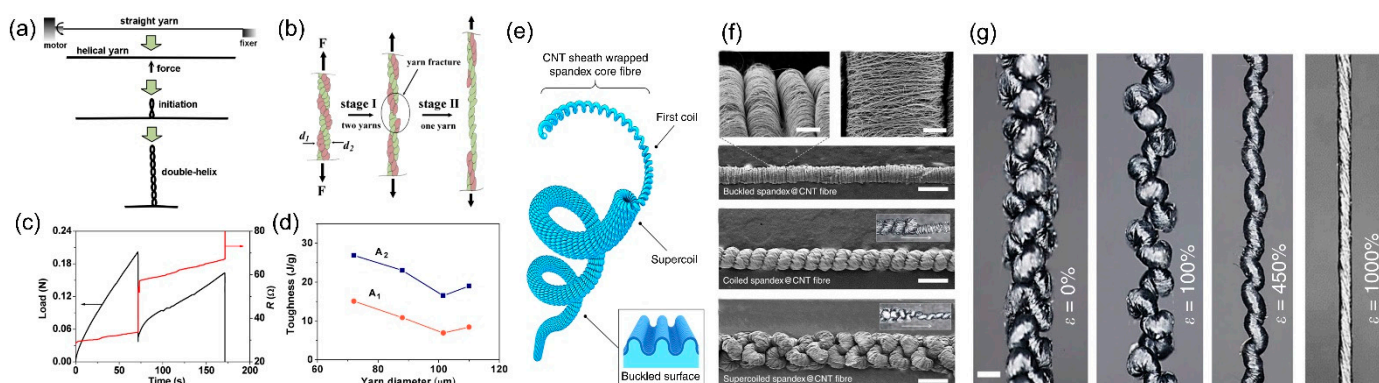 (a)
straight yarn
motor
fixer
helical yarn
force
initiation
double-helix
(b)
F
F
yarn fracture
stage I
two yarns
stage II
one yarn
d₁
d₂
(c)
Load (N)
0.24
0.18
0.12
0.06
0.00
0 50 100 150 200
Time (s)
80
60
40
20
R (Ω)
(d)
Toughness (J/g)
30
20
10
0
A₂
A₁
60 80 100 120
Yarn diameter (μm)
(e)
CNT sheath wrapped
spandex core fibre
First coil
Supercoil
Buckled surface
(f)
Buckled spandex@CNT fibre
Coiled spandex@CNT fibre
Supercoiled spandex@CNT fibre
(g)
ε = 0%
ε = 100%
ε = 450%
ε = 1000%